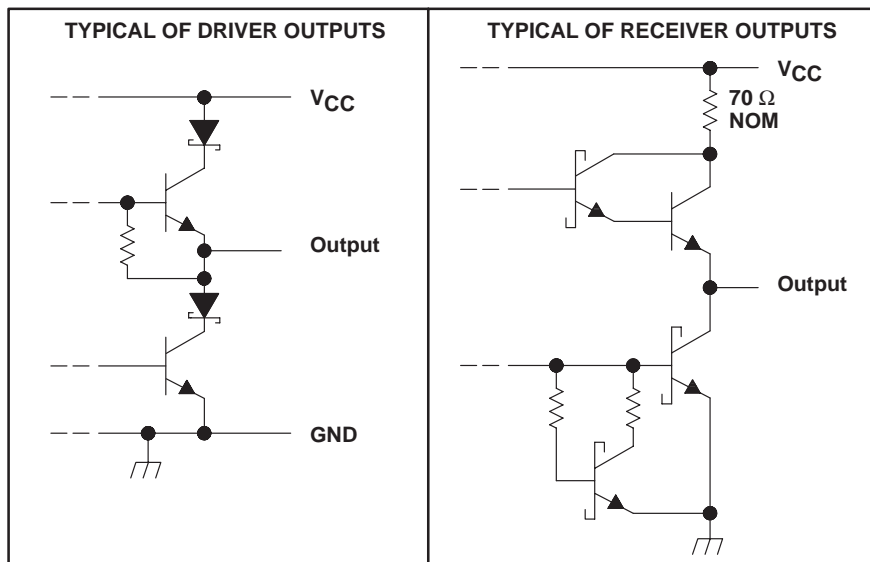 TYPICAL OF DRIVER OUTPUTS
VCC
Output
GND
TYPICAL OF RECEIVER OUTPUTS
VCC
70 Ω
NOM
Output